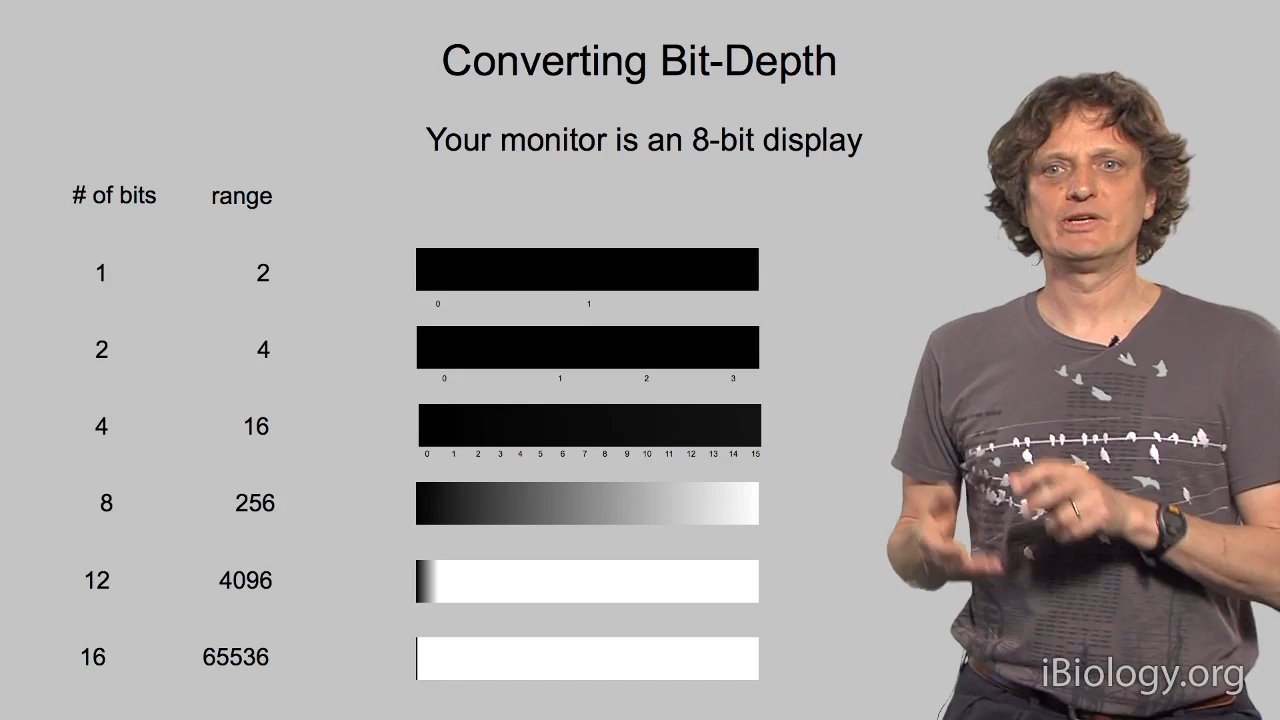 Converting Bit-Depth
Your monitor is an 8-bit display
# of bits range
1 2
0 1
2 4
0 1 2 3
4 16
0 1 2 3 4 5 6 7 8 9 10 11 12 13 14 15
8 256
12 4096
16 65536
iBiology.org